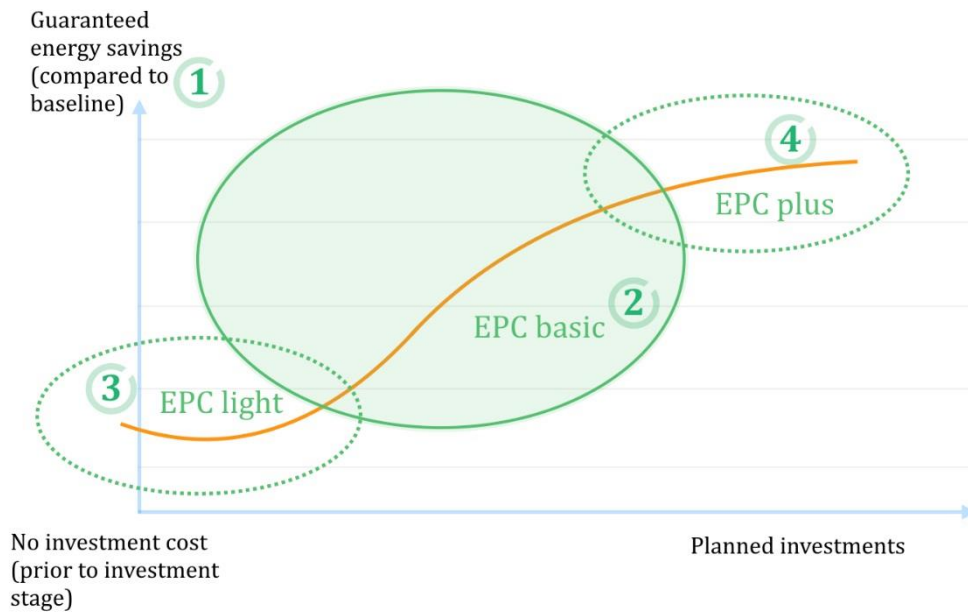 Guaranteed
energy savings
(compared to
baseline)
1
4
EPC plus
2
EPC basic
3
EPC light
No investment cost
(prior to investment
stage)
Planned investments